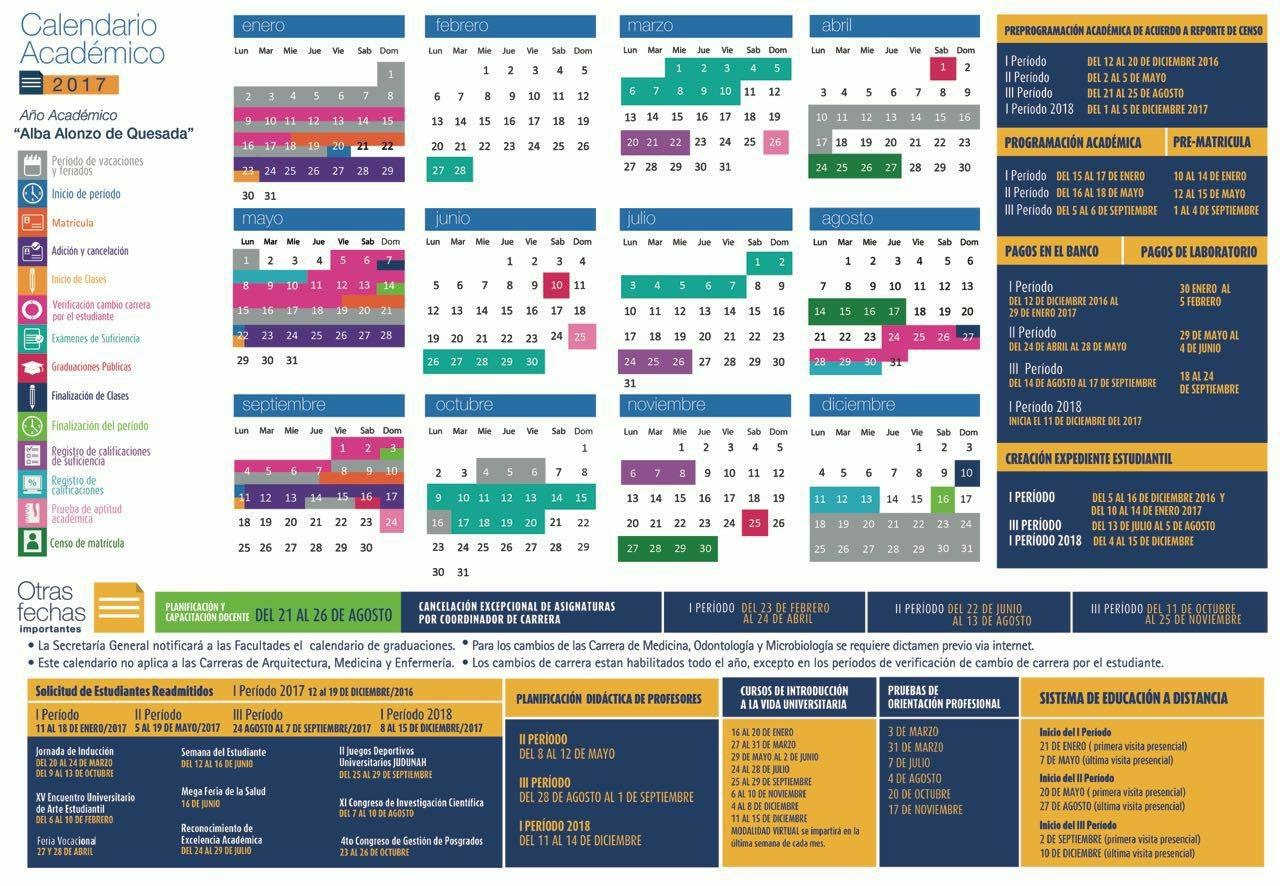 Calendario
Académico
2017
Año Académico
“Alba Alonzo de Quesada”
Período de vacaciones
y feriados
Inicio de período
Matrícula
Adición y cancelación
Inicio de Clases
Verificación cambio carrera
por el estudiante
Exámenes de Suficiencia
Graduaciones Públicas
Finalización de Clases
Finalización del período
Registro de calificaciones
de suficiencia
Registro de
calificaciones
Prueba de aptitud
académica
Censo de matrícula
enero
Lun Mar Mie Jue Vie Sab Dom
1
2 3 4 5 6 7 8
9 10 11 12 13 14 15
16 17 18 19 20 21 22
23 24 25 26 27 28 29
30 31
febrero
Lun Mar Mie Jue Vie Sab Dom
1 2 3 4 5
6 7 8 9 10 11 12
13 14 15 16 17 18 19
20 21 22 23 24 25 26
27 28
marzo
Lun Mar Mie Jue Vie Sab Dom
1 2 3 4 5
6 7 8 9 10 11 12
13 14 15 16 17 18 19
20 21 22 23 24 25 26
27 28 29 30 31
abril
Lun Mar Mie Jue Vie Sab Dom
1 2
3 4 5 6 7 8 9
10 11 12 13 14 15 16
17 18 19 20 21 22 23
24 25 26 27 28 29 30
mayo
Lun Mar Mie Jue Vie Sab Dom
1 2 3 4 5 6 7
8 9 10 11 12 13 14
15 16 17 18 19 20 21
22 23 24 25 26 27 28
29 30 31
junio
Lun Mar Mie Jue Vie Sab Dom
1 2 3 4
5 6 7 8 9 10 11
12 13 14 15 16 17 18
19 20 21 22 23 24 25
26 27 28 29 30
julio
Lun Mar Mie Jue Vie Sab Dom
1 2
3 4 5 6 7 8 9
10 11 12 13 14 15 16
17 18 19 20 21 22 23
24 25 26 27 28 29 30
31
agosto
Lun Mar Mie Jue Vie Sab Dom
1 2 3 4 5 6
7 8 9 10 11 12 13
14 15 16 17 18 19 20
21 22 23 24 25 26 27
28 29 30 31
septiembre
Lun Mar Mie Jue Vie Sab Dom
1 2 3
4 5 6 7 8 9 10
11 12 13 14 15 16 17
18 19 20 21 22 23 24
25 26 27 28 29 30
octubre
Lun Mar Mie Jue Vie Sab Dom
1
2 3 4 5 6 7 8
9 10 11 12 13 14 15
16 17 18 19 20 21 22
23 24 25 26 27 28 29
30 31
noviembre
Lun Mar Mie Jue Vie Sab Dom
1 2 3 4 5
6 7 8 9 10 11 12
13 14 15 16 17 18 19
20 21 22 23 24 25 26
27 28 29 30
diciembre
Lun Mar Mie Jue Vie Sab Dom
1 2 3
4 5 6 7 8 9 10
11 12 13 14 15 16 17
18 19 20 21 22 23 24
25 26 27 28 29 30 31
PREPROGRAMACIÓN ACADÉMICA DE ACUERDO A REPORTE DE CENSO
I Período DEL 12 AL 20 DE DICIEMBRE 2016
II Período DEL 2 AL 5 DE MAYO
III Período DEL 21 AL 25 DE AGOSTO
I Período 2018 DEL 1 AL 5 DE DICIEMBRE 2017
PROGRAMACIÓN ACADÉMICA PRE-MATRICULA
I Período DEL 15 AL 17 DE ENERO 10 AL 14 DE ENERO
II Período DEL 16 AL 18 DE MAYO 12 AL 15 DE MAYO
III Período DEL 5 AL 6 DE SEPTIEMBRE 1 AL 4 DE SEPTIEMBRE
PAGOS EN EL BANCO PAGOS DE LABORATORIO
I Período
DEL 12 DE DICIEMBRE 2016 AL
29 DE ENERO 2017
30 ENERO AL
5 FEBRERO
II Período
DEL 24 DE ABRIL AL 28 DE MAYO
29 DE MAYO AL
4 DE JUNIO
III Período
DEL 14 DE AGOSTO AL 17 DE SEPTIEMBRE
18 AL 24
DE SEPTIEMBRE
I Período 2018
INICIA EL 11 DE DICIEMBRE DEL 2017
CREACIÓN EXPEDIENTE ESTUDIANTIL
I PERÍODO DEL 5 AL 16 DE DICIEMBRE 2016 Y
DEL 10 AL 14 DE ENERO 2017
III PERÍODO DEL 13 DE JULIO AL 5 DE AGOSTO
I PERÍODO 2018 DEL 4 AL 15 DE DICIEMBRE
Otras
fechas
importantes
PLANIFICACIÓN Y
CAPACITACIÓN DOCENTE DEL 21 AL 26 DE AGOSTO
CANCELACIÓN EXCEPCIONAL DE ASIGNATURAS
POR COORDINADOR DE CARRERA
I PERÍODO DEL 23 DE FEBRERO
AL 24 DE ABRIL
II PERÍODO DEL 22 DE JUNIO
AL 13 DE AGOSTO
III PERÍODO DEL 11 DE OCTUBRE
AL 25 DE NOVIEMBRE
• La Secretaría General notificará a las Facultades el calendario de graduaciones. • Para los cambios de las Carrera de Medicina, Odontología y Microbiología se requiere dictamen previo via internet.
• Este calendario no aplica a las Carreras de Arquitectura, Medicina y Enfermería. • Los cambios de carrera estan habilitados todo el año, excepto en los períodos de verificación de cambio de carrera por el estudiante.
Solicitud de Estudiantes Readmitidos I Período 2017 12 al 19 DE DICIEMBRE/2016
I Período II Período III Período I Período 2018
11 AL 18 DE ENERO/2017 5 AL 19 DE MAYO/2017 24 AGOSTO AL 7 DE SEPTIEMBRE/2017 8 AL 15 DE DICIEMBRE/2017
Jornada de Inducción
DEL 20 AL 24 DE MARZO
DEL 9 AL 13 DE OCTUBRE
XV Encuentro Universitario
de Arte Estudiantil
DEL 6 AL 10 DE FEBRERO
Feria Vocacional
27 Y 28 DE ABRIL
Semana del Estudiante
DEL 12 AL 16 DE JUNIO
Mega Feria de la Salud
16 DE JUNIO
Reconocimiento de
Excelencia Académica
DEL 24 AL 29 DE JULIO
II Juegos Deportivos
Universitarios JUDUNAH
DEL 25 AL 29 DE SEPTIEMBRE
XI Congreso de Investigación Científica
DEL 7 AL 10 DE AGOSTO
4to Congreso de Gestión de Posgrados
23 AL 26 DE OCTUBRE
PLANIFICACIÓN DIDÁCTICA DE PROFESORES
II PERÍODO
DEL 8 AL 12 DE MAYO
III PERÍODO
DEL 28 DE AGOSTO AL 1 DE SEPTIEMBRE
I PERÍODO 2018
DEL 11 AL 14 DE DICIEMBRE
CURSOS DE INTRODUCCIÓN
A LA VIDA UNIVERSITARIA
16 AL 20 DE ENERO
27 AL 31 DE MARZO
29 DE MAYO AL 2 DE JUNIO
24 AL 28 DE JULIO
25 AL 29 DE SEPTIEMBRE
6 AL 10 DE NOVIEMBRE
4 AL 8 DE DICIEMBRE
11 AL 15 DE DICIEMBRE
MODALIDAD VIRTUAL se impartirá en la
última semana de cada mes.
PRUEBAS DE
ORIENTACIÓN PROFESIONAL
3 DE MARZO
31 DE MARZO
7 DE JULIO
4 DE AGOSTO
20 DE OCTUBRE
17 DE NOVIEMBRE
SISTEMA DE EDUCACIÓN A DISTANCIA
Inicio del I Periodo
21 DE ENERO ( primera visita presencial)
7 DE MAYO (última visita presencial)
Inicio del II Período
20 DE MAYO ( primera visita presencial)
27 DE AGOSTO (última visita presencial)
Inicio del III Período
2 DE SEPTIEMBRE (primera visita presencial)
10 DE DICIEMBRE (última visita presencial)